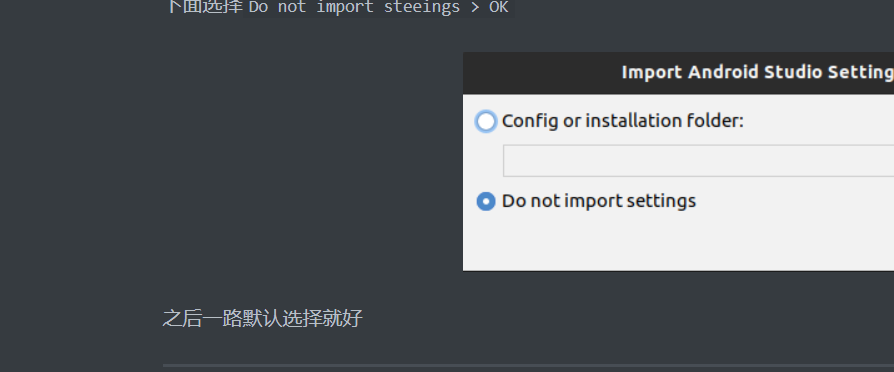 下面选择 Do not import steeings > OK
Import Android Studio Setting
Config or installation folder:
Do not import settings
之后一路默认选择就好